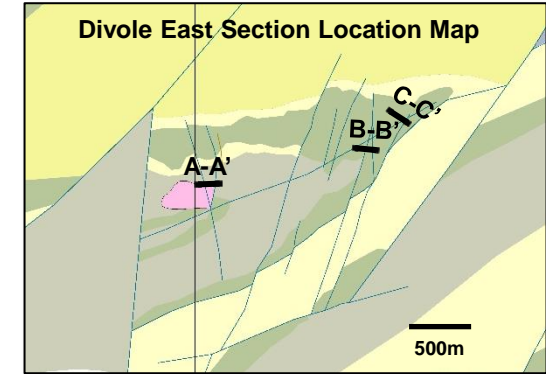 Divole East Section Location Map
C-C'
B-B'
A-A'
500m